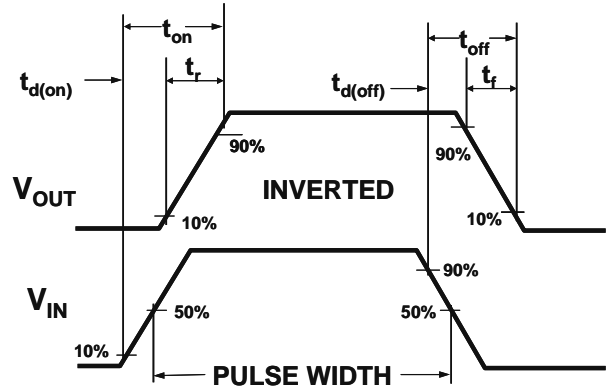 t_on t_off
t_d(on) t_r t_d(off) t_f
90% 90%
V_OUT INVERTED
10% 10%
90%
V_IN 50% 50%
10%
PULSE WIDTH